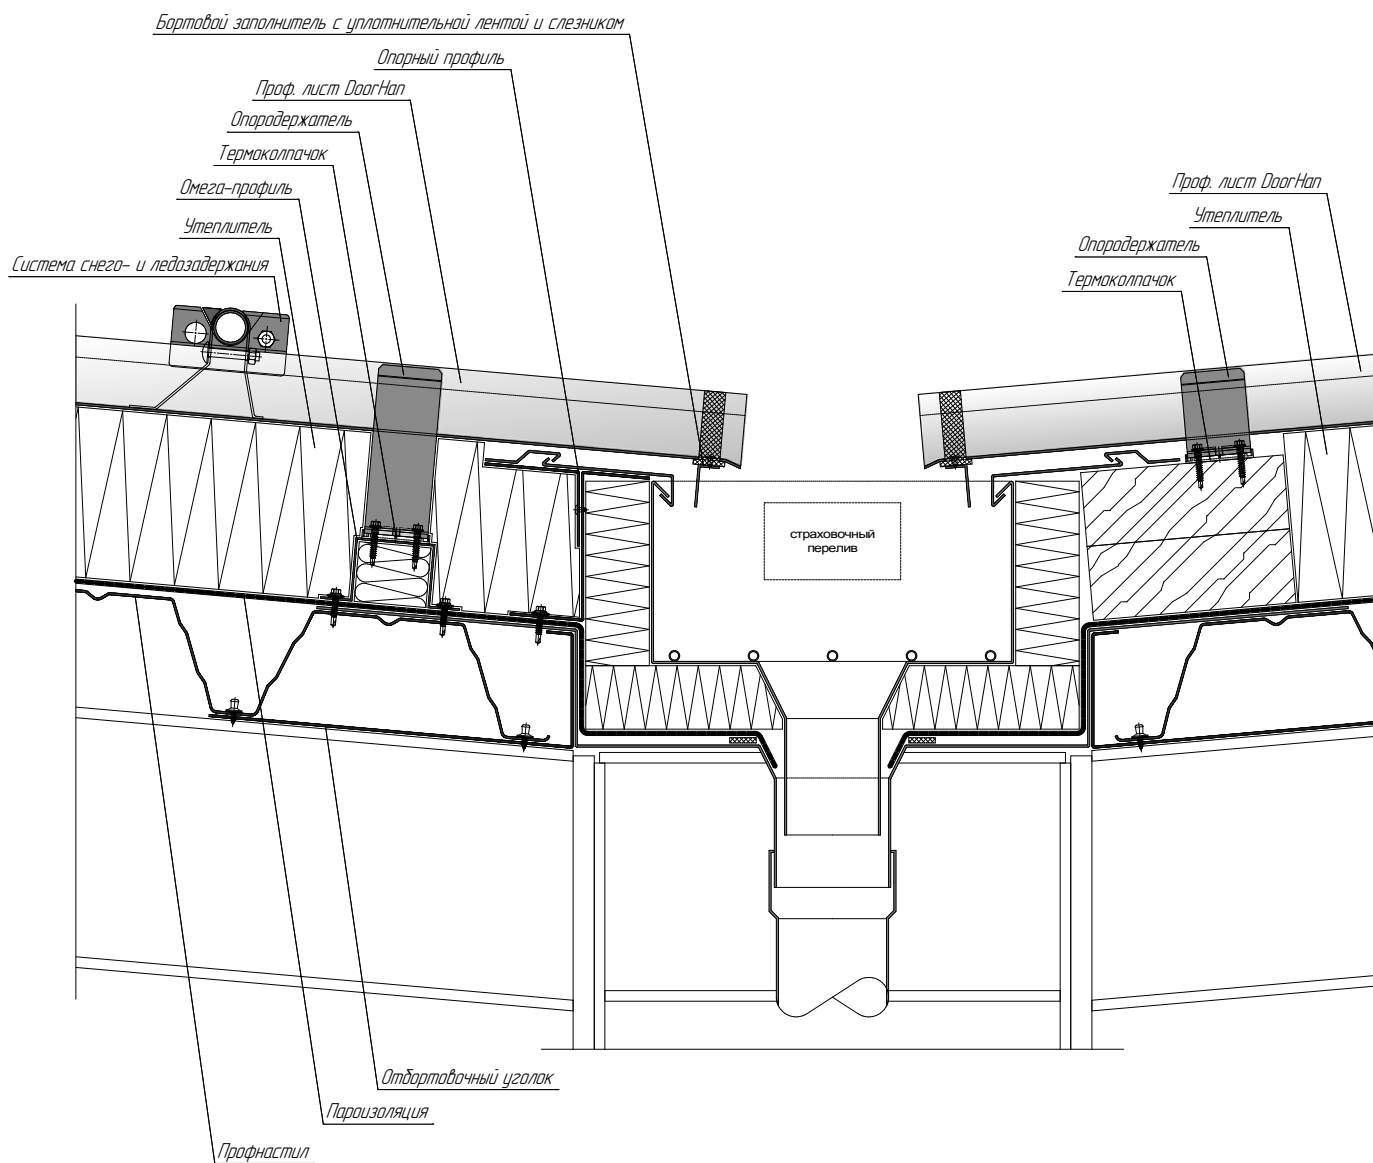 Бортовой заполнитель с уплотнительной лентой и слезником
Опорный профиль
Проф. лист DoorHan
Опородержатель
Термоколпачок
Омега-профиль
Утеплитель
Система снего- и ледозадержания
Проф. лист DoorHan
Утеплитель
Опородержатель
Термоколпачок
страховочный
перелив
Отбортовочный уголок
Пароизоляция
Профнастил